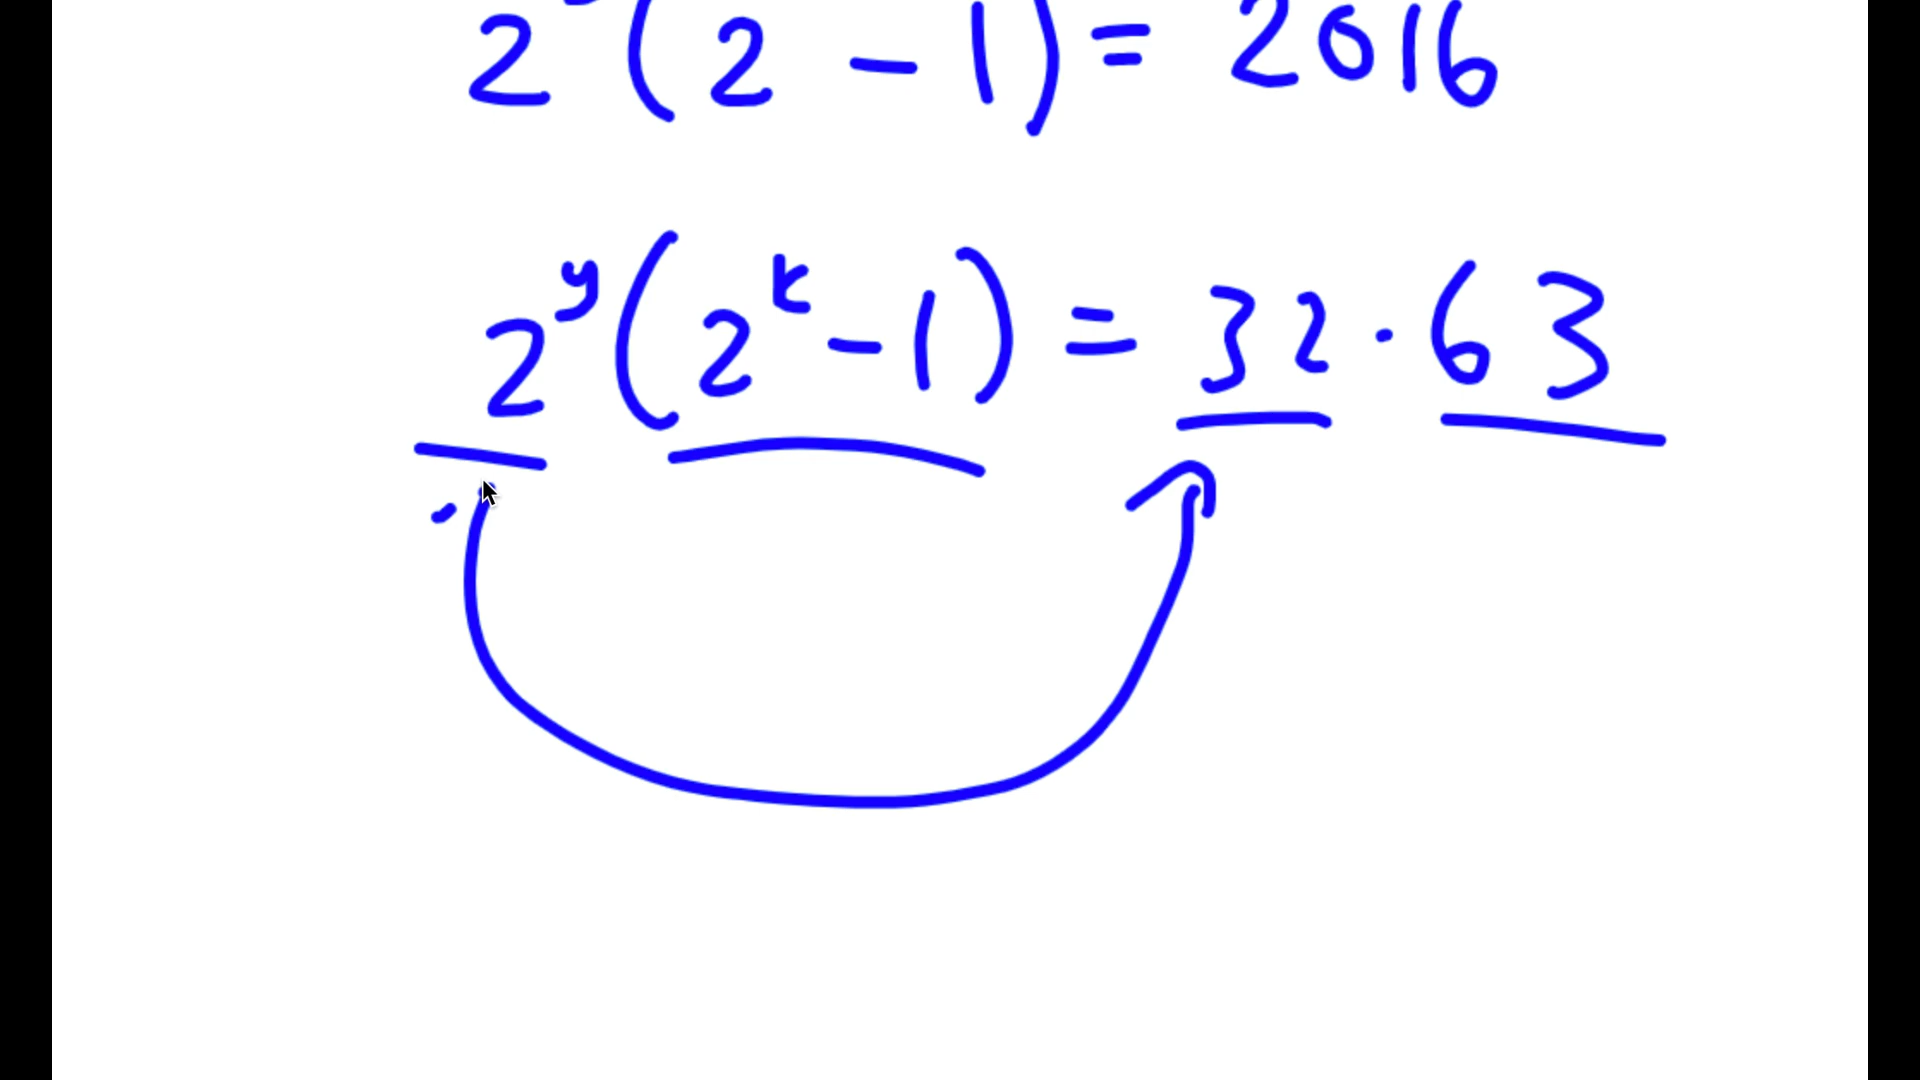 2 (2 - 1) = 2016
2^y (2^k - 1) = 32 · 63